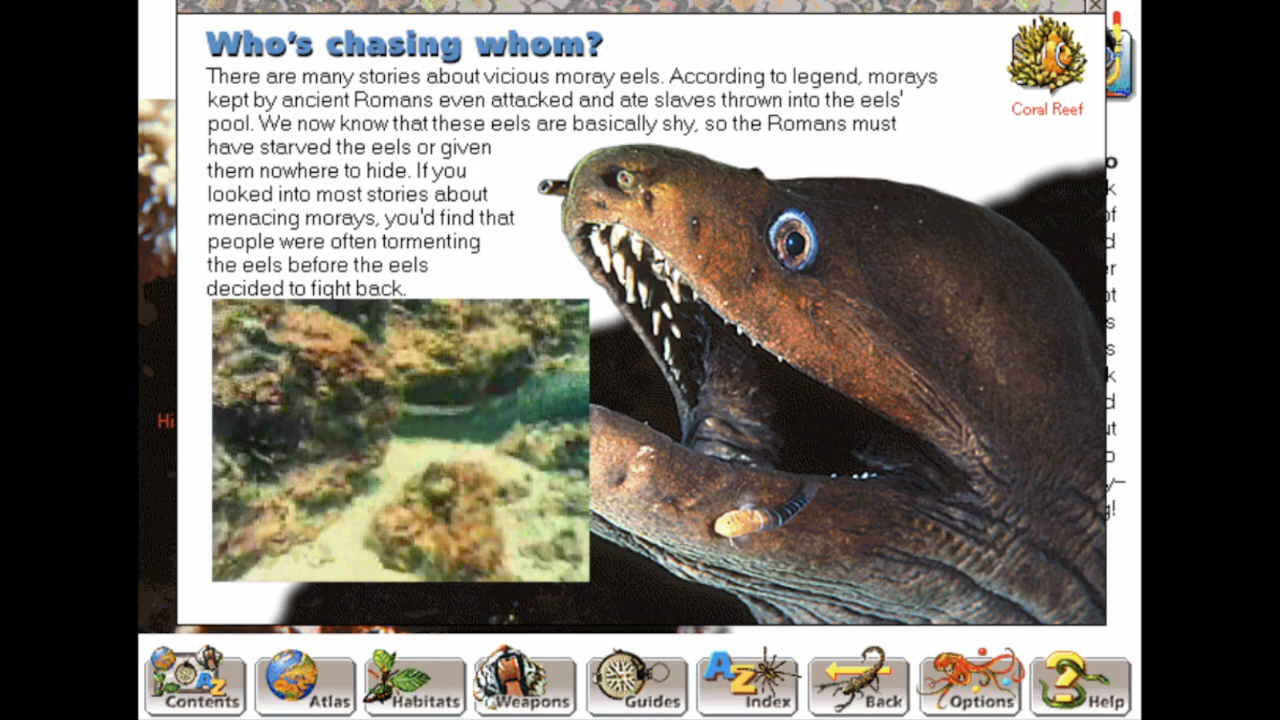 Who's chasing whom?
There are many stories about vicious moray eels. According to legend, morays
kept by ancient Romans even attacked and ate slaves thrown into the eels'
pool. We now know that these eels are basically shy, so the Romans must
have starved the eels or given
them nowhere to hide. If you
looked into most stories about
menacing morays, you'd find that
people were often tormenting
the eels before the eels
decided to fight back.
Coral Reef
Hi
AZ
Contents
Atlas
Habitats
Weapons
Guides
AZ
Index
Back
Options
?
Help